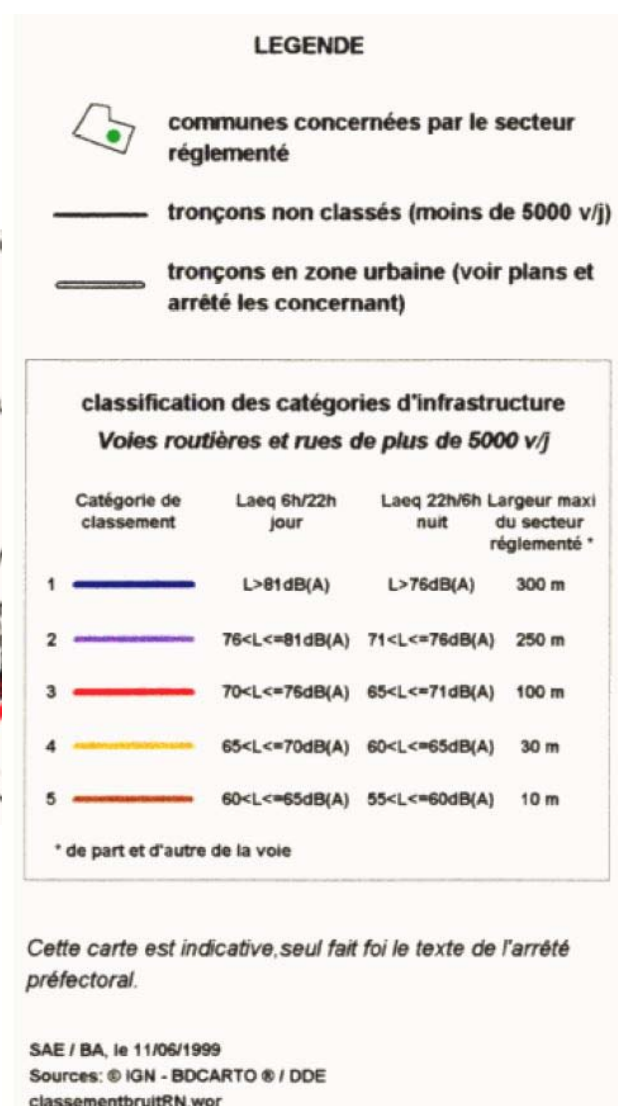 LEGENDE
communes concernées par le secteur
réglementé
tronçons non classés (moins de 5000 v/j)
tronçons en zone urbaine (voir plans et
arrêté les concernant)
classification des catégories d'infrastructure
Voies routières et rues de plus de 5000 v/j
Catégorie de classement Laeq 6h/22h jour Laeq 22h/6h nuit Largeur maxi du secteur réglementé *
1 L>81dB(A) L>76dB(A) 300 m
2 76<L<=81dB(A) 71<L<=76dB(A) 250 m
3 70<L<=76dB(A) 65<L<=71dB(A) 100 m
4 65<L<=70dB(A) 60<L<=65dB(A) 30 m
5 60<L<=65dB(A) 55<L<=60dB(A) 10 m
* de part et d'autre de la voie
Cette carte est indicative,seul fait foi le texte de l'arrêté
préfectoral.
SAE / BA, le 11/06/1999
Sources: © IGN - BDCARTO ® / DDE
classementbruitRN.wor